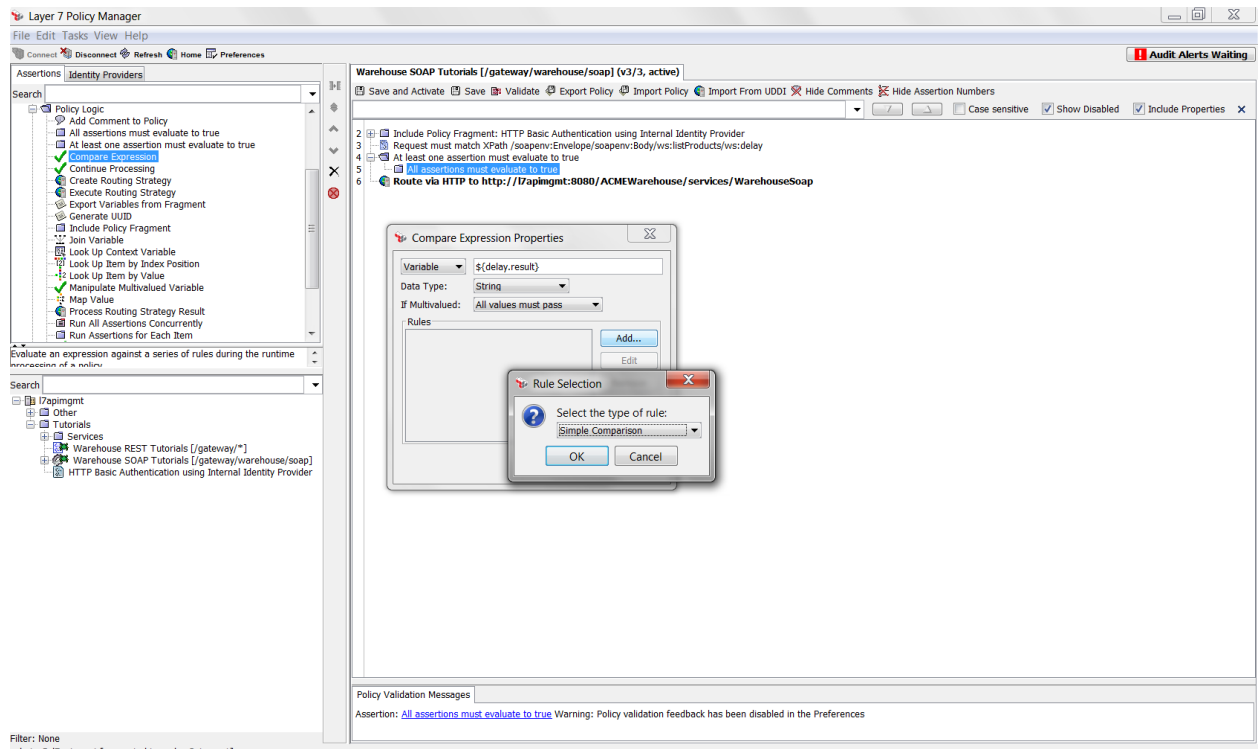 Layer 7 Policy Manager
File Edit Tasks View Help
Connect Disconnect Refresh Home Preferences
Audit Alerts Waiting
Assertions Identity Providers
Search
Policy Logic
Add Comment to Policy
All assertions must evaluate to true
At least one assertion must evaluate to true
Compare Expression
Continue Processing
Create Routing Strategy
Execute Routing Strategy
Export Variables from Fragment
Generate UUID
Include Policy Fragment
Join Variable
Look Up Context Variable
Look Up Item by Index Position
Look Up Item by Value
Manipulate Multivalued Variable
Map Value
Process Routing Strategy Result
Run All Assertions Concurrently
Run Assertions for Each Item
Evaluate an expression against a series of rules during the runtime
processing of a policy
Search
l7apimgmt
Other
Tutorials
Services
Warehouse REST Tutorials [/gateway/*]
Warehouse SOAP Tutorials [/gateway/warehouse/soap]
HTTP Basic Authentication using Internal Identity Provider
Filter: None
Warehouse SOAP Tutorials [/gateway/warehouse/soap] (v3/3, active)
Save and Activate Save Validate Export Policy Import Policy Import From UDDI Hide Comments Hide Assertion Numbers
Case sensitive Show Disabled Include Properties X
2 Include Policy Fragment: HTTP Basic Authentication using Internal Identity Provider
3 Request must match XPath /soapenv:Envelope/soapenv:Body/ws:listProducts/ws:delay
4 At least one assertion must evaluate to true
5 All assertions must evaluate to true
6 Route via HTTP to http://l7apimgmt:8080/ACMEWarehouse/services/WarehouseSoap
Compare Expression Properties
Variable ${delay.result}
Data Type: String
If Multivalued: All values must pass
Rules
Add...
Edit
Rule Selection
Select the type of rule:
Simple Comparison
OK Cancel
Policy Validation Messages
Assertion: All assertions must evaluate to true Warning: Policy validation feedback has been disabled in the Preferences